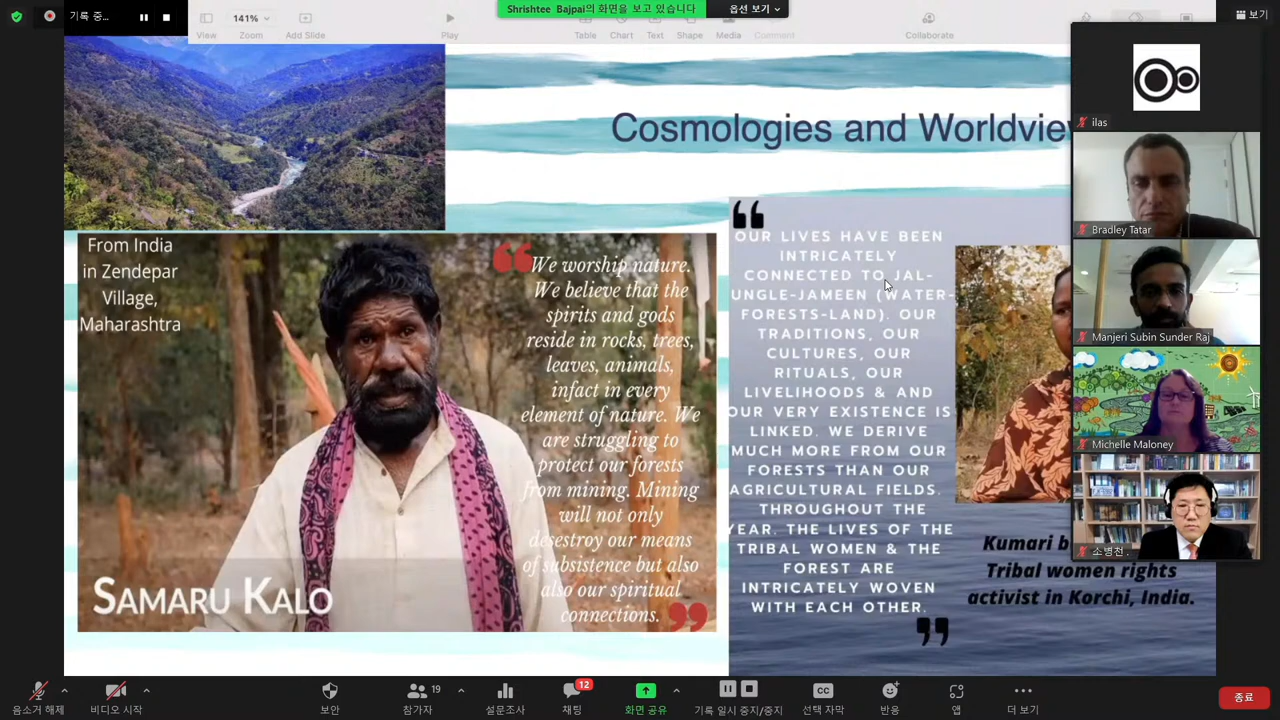 기록 중...
141%
View
Zoom
Add Slide
Play
Shrishtee Bajpai의 화면을 보고 있습니다
옵션 보기
Table
Chart
Text
Shape
Media
Comment
Collaborate
보기
Cosmologies and Worldvie
From India
in Zendepar
Village,
Maharashtra
We worship nature.
We believe that the
spirits and gods
reside in rocks, trees,
leaves, animals,
infact in every
element of nature. We
are struggling to
protect our forests
from mining. Mining
will not only
desestroy our means
of subsistence but also
also our spiritual
connections.
SAMARU KALO
OUR LIVES HAVE BEEN
INTRICATELY
CONNECTED TO JAL-
UNGLE-JAMEEN (WATER-
FORESTS-LAND). OUR
TRADITIONS, OUR
CULTURES, OUR
RITUALS, OUR
LIVELIHOODS & AND
OUR VERY EXISTENCE IS
LINKED. WE DERIVE
MUCH MORE FROM OUR
FORESTS THAN OUR
AGRICULTURAL FIELDS.
THROUGHOUT THE
YEAR. THE LIVES OF THE
TRIBAL WOMEN & THE
FOREST ARE
INTRICATELY WOVEN
WITH EACH OTHER.
Kumari b
Tribal women rights
activist in Korchi, India.
ilas
Bradley Tatar
Manjeri Subin Sunder Raj
Michelle Maloney
소병천 .
음소거 해제
비디오 시작
보안
19
참가자
설문조사
12
채팅
화면 공유
기록 일시 중지/중지
CC
선택 자막
반응
앱
더 보기
종료